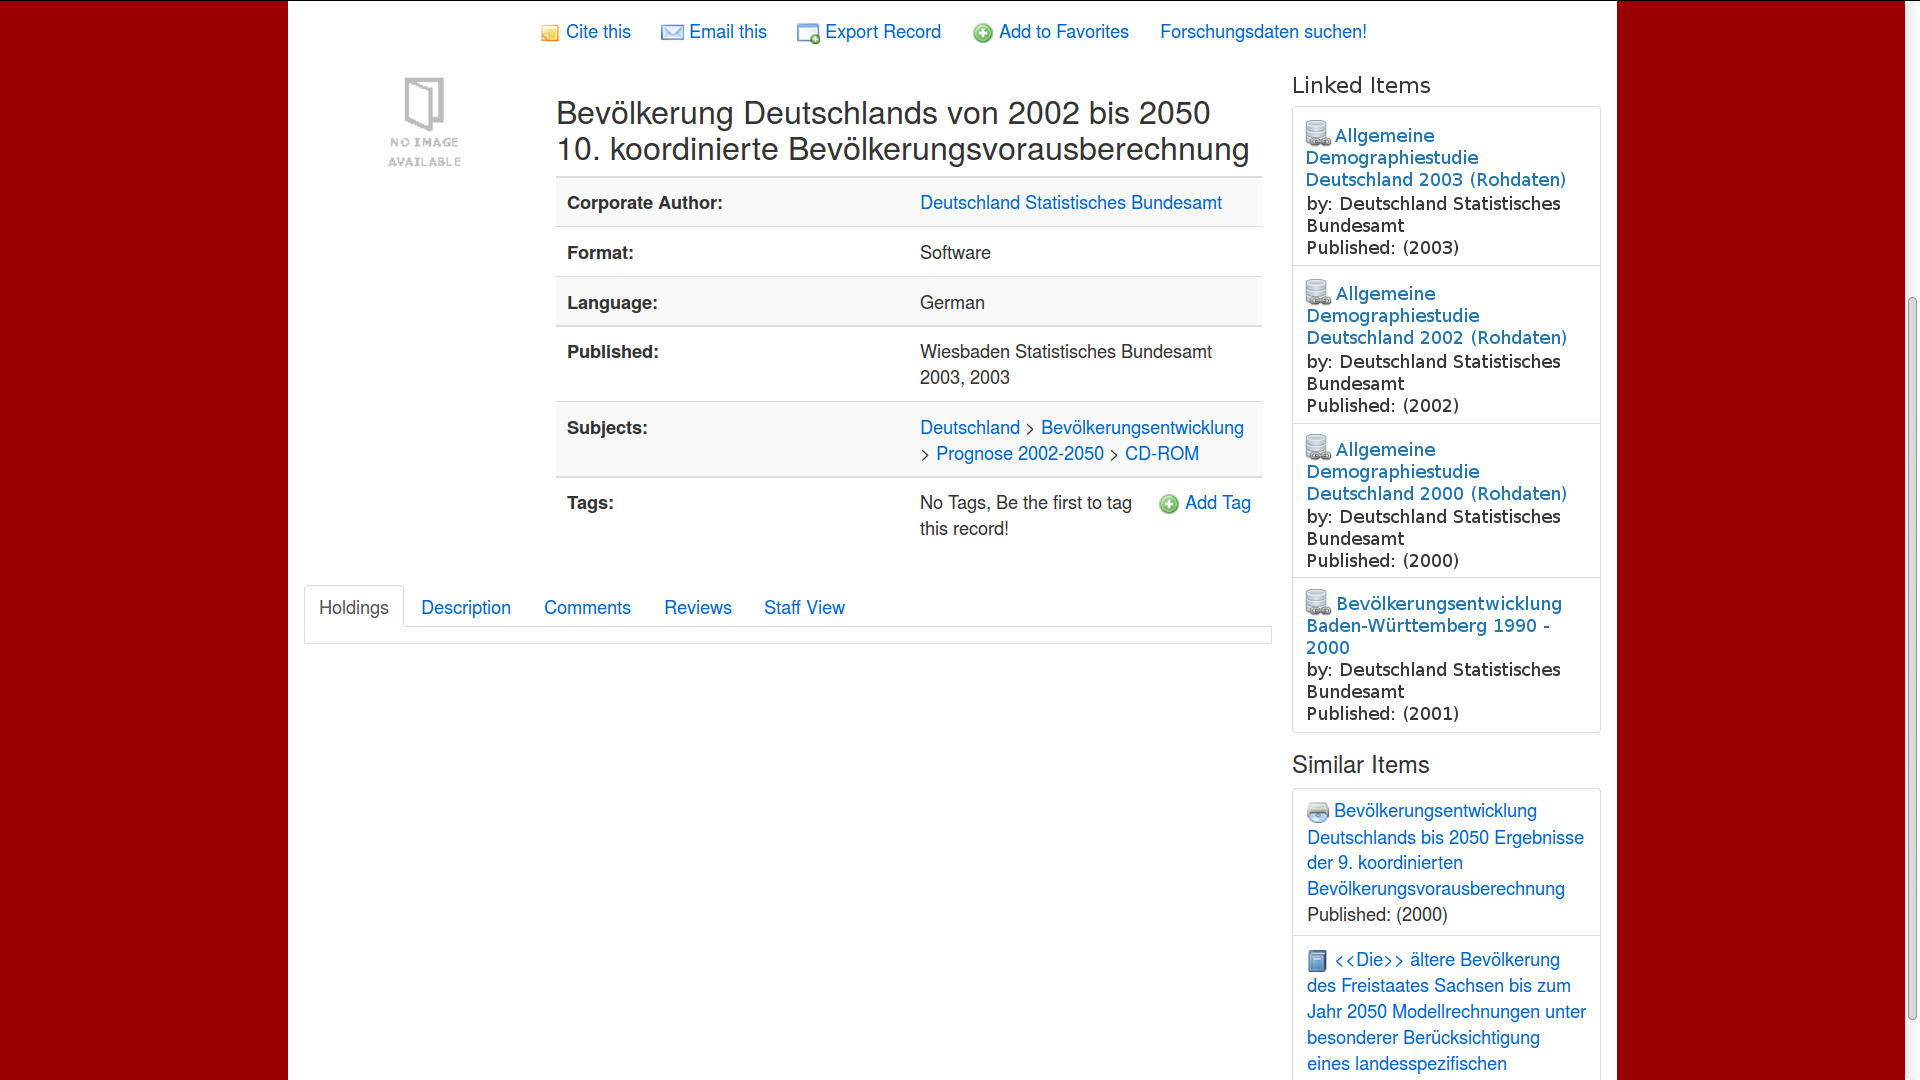 Cite this Email this Export Record Add to Favorites Forschungsdaten suchen!
NO IMAGE
AVAILABLE
Bevölkerung Deutschlands von 2002 bis 2050
10. koordinierte Bevölkerungsvorausberechnung
Corporate Author: Deutschland Statistisches Bundesamt
Format: Software
Language: German
Published: Wiesbaden Statistisches Bundesamt
2003, 2003
Subjects: Deutschland > Bevölkerungsentwicklung
> Prognose 2002-2050 > CD-ROM
Tags: No Tags, Be the first to tag Add Tag
this record!
Holdings Description Comments Reviews Staff View
Linked Items
Allgemeine
Demographiestudie
Deutschland 2003 (Rohdaten)
by: Deutschland Statistisches
Bundesamt
Published: (2003)
Allgemeine
Demographiestudie
Deutschland 2002 (Rohdaten)
by: Deutschland Statistisches
Bundesamt
Published: (2002)
Allgemeine
Demographiestudie
Deutschland 2000 (Rohdaten)
by: Deutschland Statistisches
Bundesamt
Published: (2000)
Bevölkerungsentwicklung
Baden-Württemberg 1990 -
2000
by: Deutschland Statistisches
Bundesamt
Published: (2001)
Similar Items
Bevölkerungsentwicklung
Deutschlands bis 2050 Ergebnisse
der 9. koordinierten
Bevölkerungsvorausberechnung
Published: (2000)
<<Die>> ältere Bevölkerung
des Freistaates Sachsen bis zum
Jahr 2050 Modellrechnungen unter
besonderer Berücksichtigung
eines landesspezifischen